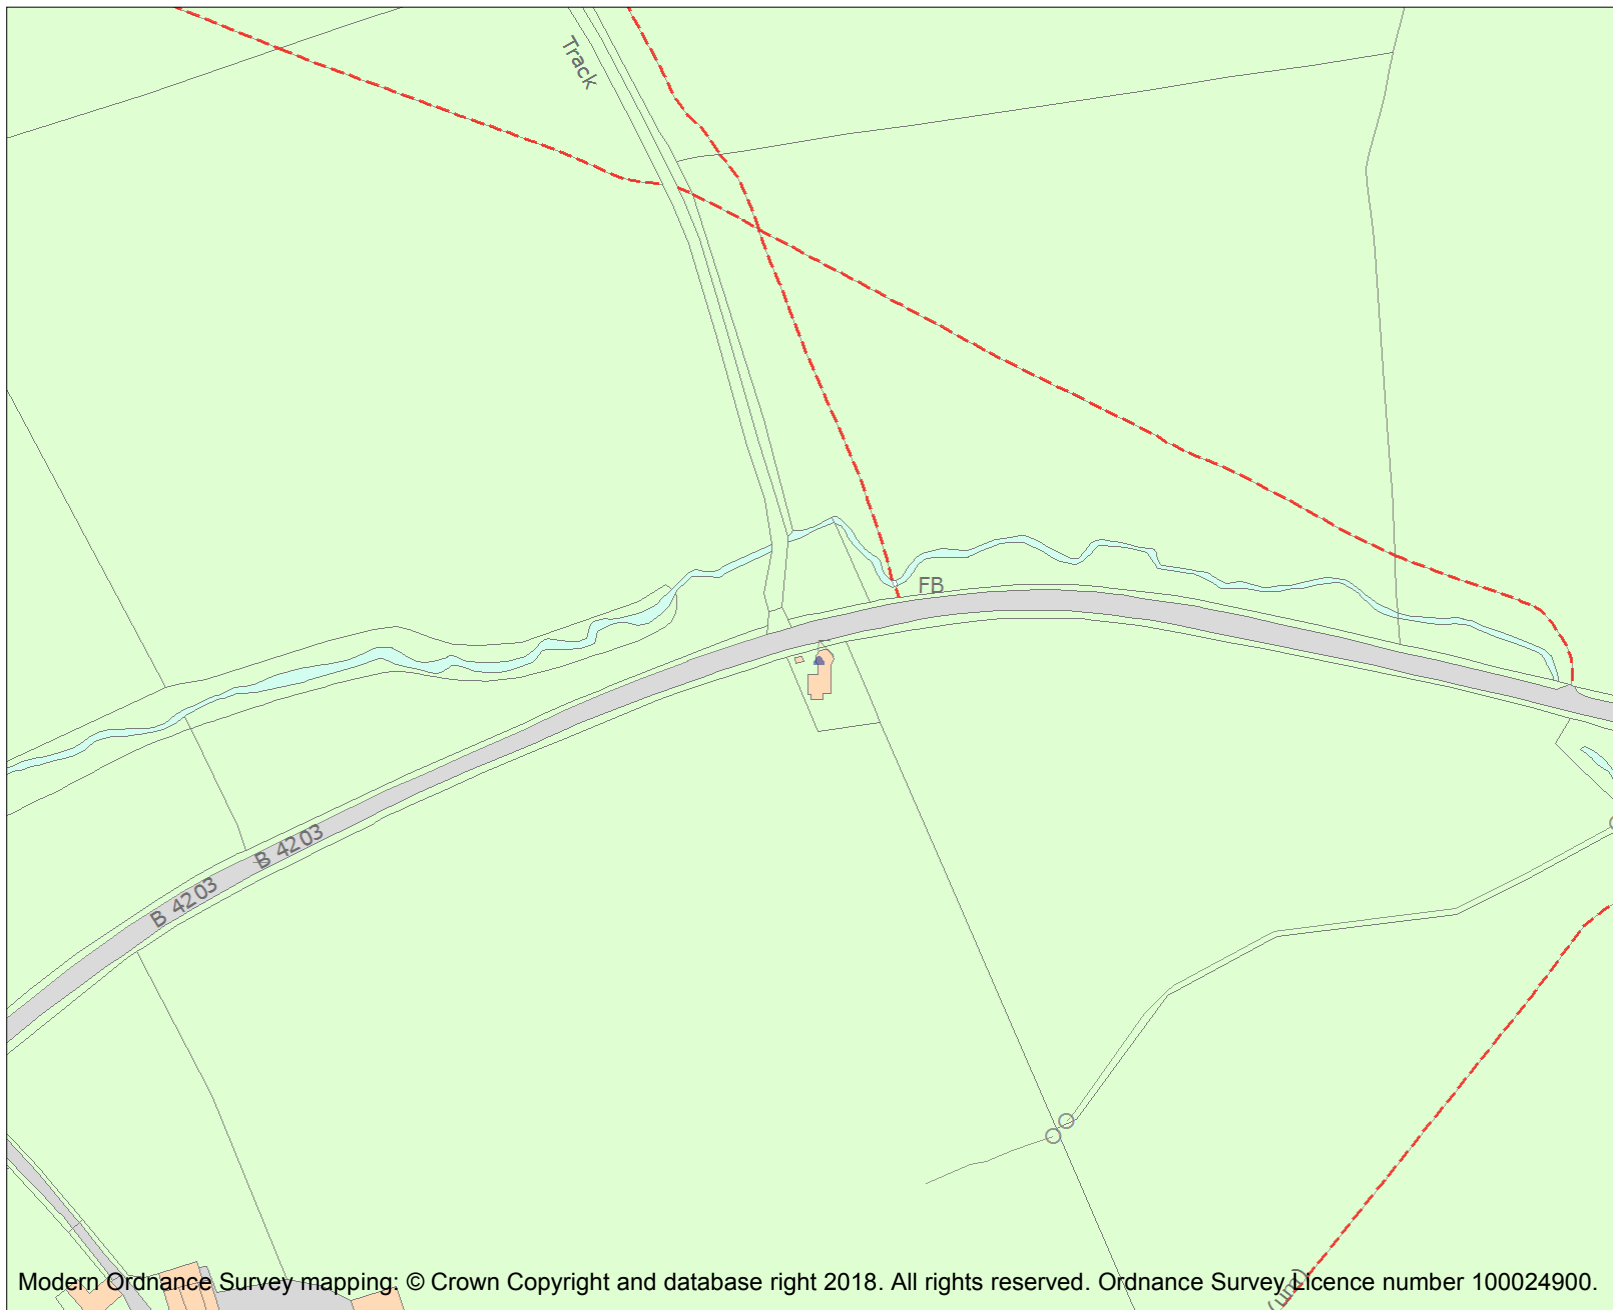 Track
FB
B 4203
B 4203
(um)
Modern Ordnance Survey mapping: © Crown Copyright and database right 2018. All rights reserved. Ordnance Survey Licence number 100024900.